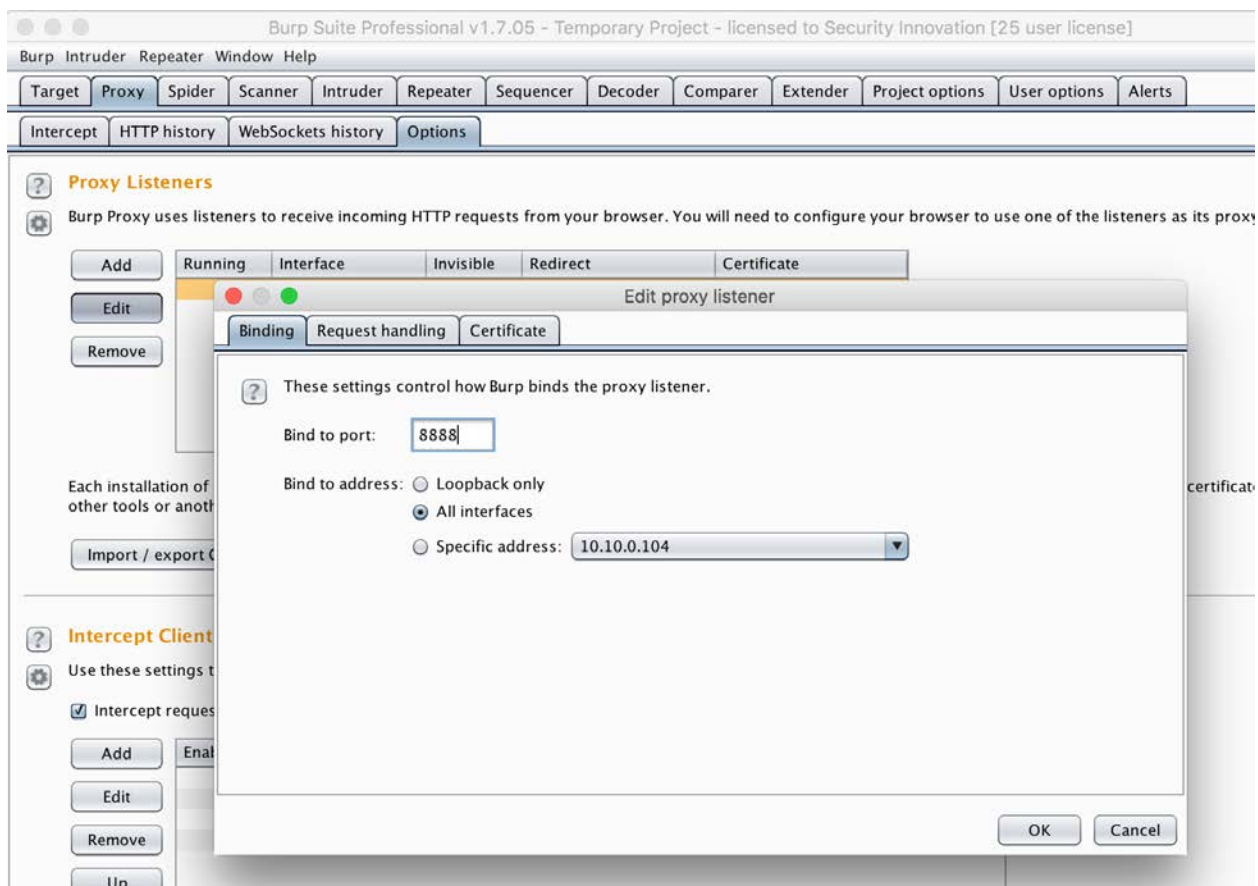 Burp Suite Professional v1.7.05 - Temporary Project - licensed to Security Innovation [25 user license]
Burp Intruder Repeater Window Help
Target Proxy Spider Scanner Intruder Repeater Sequencer Decoder Comparer Extender Project options User options Alerts
Intercept HTTP history WebSockets history Options
? Proxy Listeners
Burp Proxy uses listeners to receive incoming HTTP requests from your browser. You will need to configure your browser to use one of the listeners as its proxy
Add Running Interface Invisible Redirect Certificate
Edit
Remove
Edit proxy listener
Binding Request handling Certificate
? These settings control how Burp binds the proxy listener.
Bind to port: 8888
Bind to address: Loopback only
All interfaces
Specific address: 10.10.0.104
Each installation of
certificat
other tools or anoth
Import / export C
? Intercept Client
Use these settings t
Intercept reques
Add Enab
Edit
Remove
Up
OK Cancel